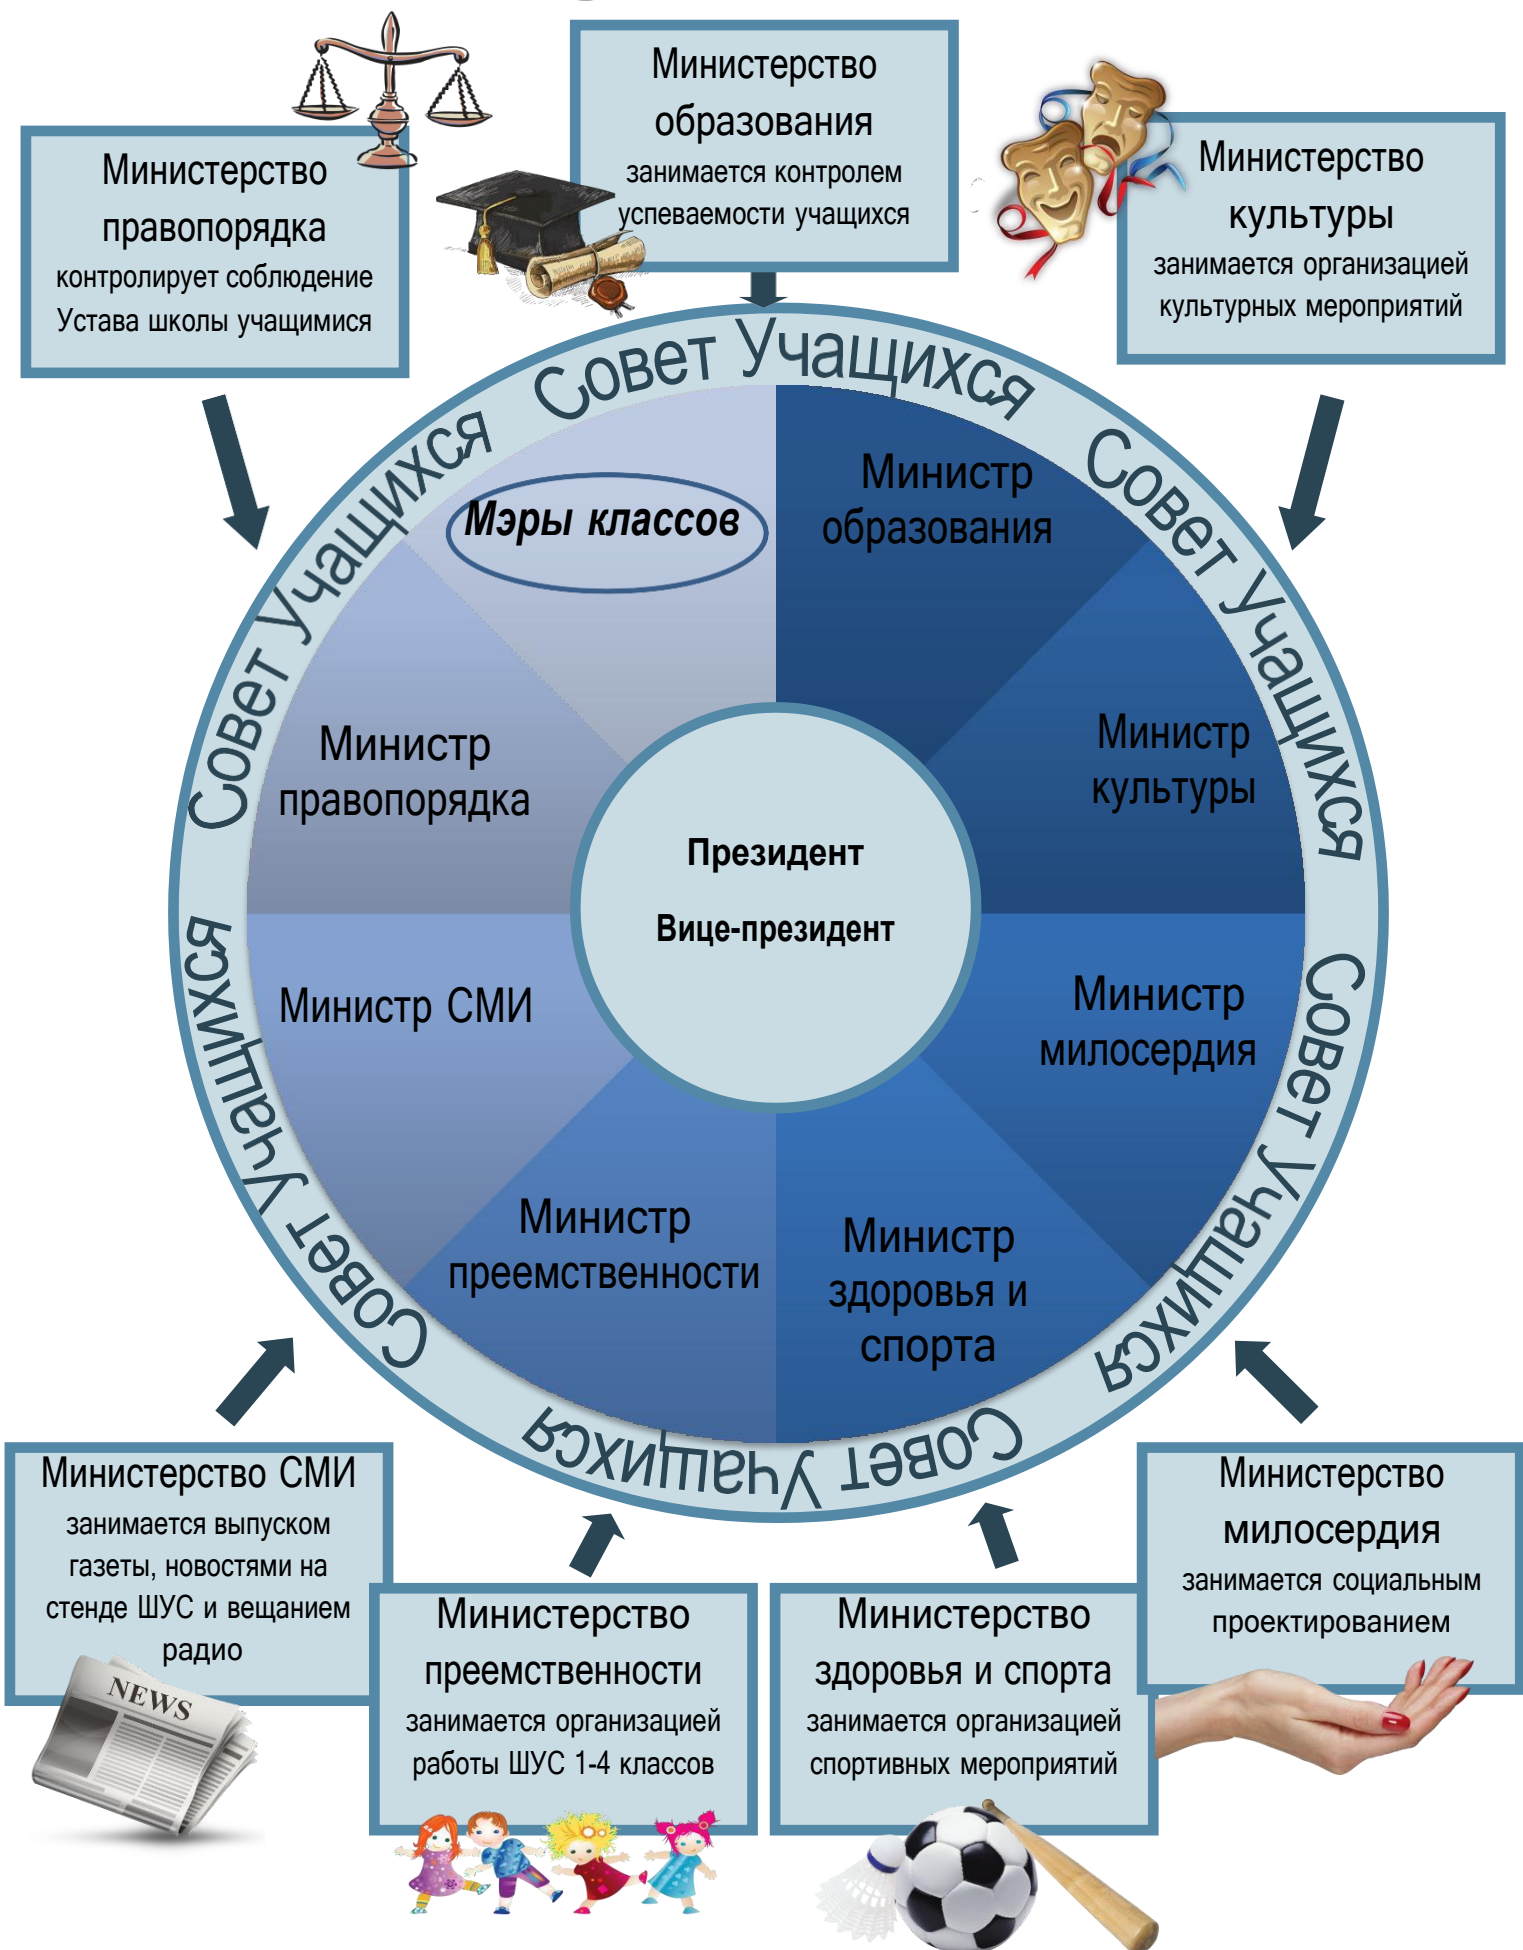 Министерство
образования
занимается контролем
успеваемости учащихся
Министерство
правопорядка
контролирует соблюдение
Устава школы учащимися
Министерство
культуры
занимается организацией
культурных мероприятий
Совет Учащихся
Совет Учащихся
Совет Учащихся
Совет Учащихся
Совет Учащихся
Совет Учащихся
Мэры классов
Министр
образования
Министр
культуры
Министр
правопорядка
Президент
Вице-президент
Министр СМИ
Министр
милосердия
Министр
преемственности
Министр
здоровья и
спорта
Министерство СМИ
занимается выпуском
газеты, новостями на
стенде ШУС и вещанием
радио
NEWS
Министерство
преемственности
занимается организацией
работы ШУС 1-4 классов
Министерство
здоровья и спорта
занимается организацией
спортивных мероприятий
Министерство
милосердия
занимается социальным
проектированием